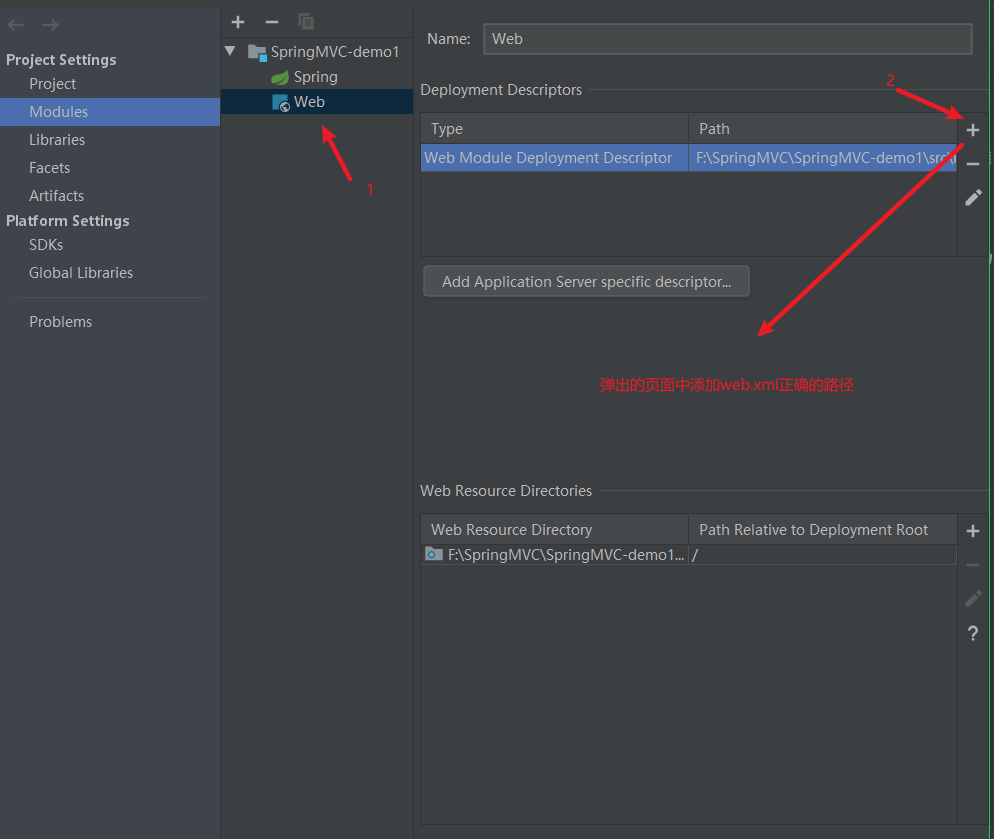 Project Settings
Project
Modules
Libraries
Facets
Artifacts
Platform Settings
SDKs
Global Libraries
Problems
SpringMVC-demo1
Spring
Web
1
Name: Web
Deployment Descriptors
2
Type Path
Web Module Deployment Descriptor F:\SpringMVC\SpringMVC-demo1\src\
Add Application Server specific descriptor...
弹出的页面中添加web.xml正确的路径
Web Resource Directories
Web Resource Directory Path Relative to Deployment Root
F:\SpringMVC\SpringMVC-demo1... /
?